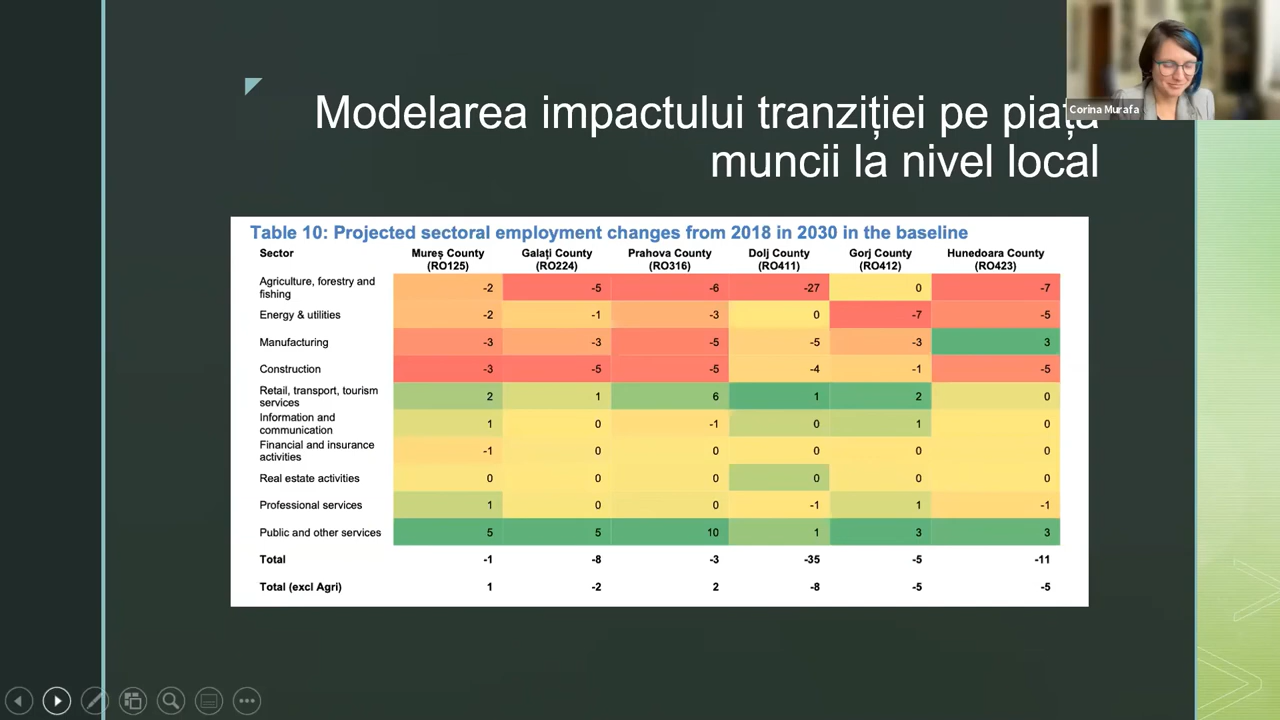 Corina Murafa
Modelarea impactului tranziției pe piața
muncii la nivel local
Table 10: Projected sectoral employment changes from 2018 in 2030 in the baseline
Sector Mureș County Galați County Prahova County Dolj County Gorj County Hunedoara County
(RO125) (RO224) (RO316) (RO411) (RO412) (RO423)
Agriculture, forestry and
fishing -2 -5 -6 -27 0 -7
Energy & utilities -2 -1 -3 0 -7 -5
Manufacturing -3 -3 -5 -5 -3 3
Construction -3 -5 -5 -4 -1 -5
Retail, transport, tourism
services 2 1 6 1 2 0
Information and
communication 1 0 -1 0 1 0
Financial and insurance
activities -1 0 0 0 0 0
Real estate activities 0 0 0 0 0 0
Professional services 1 0 0 -1 1 -1
Public and other services 5 5 10 1 3 3
Total -1 -8 -3 -35 -5 -11
Total (excl Agri) 1 -2 2 -8 -5 -5